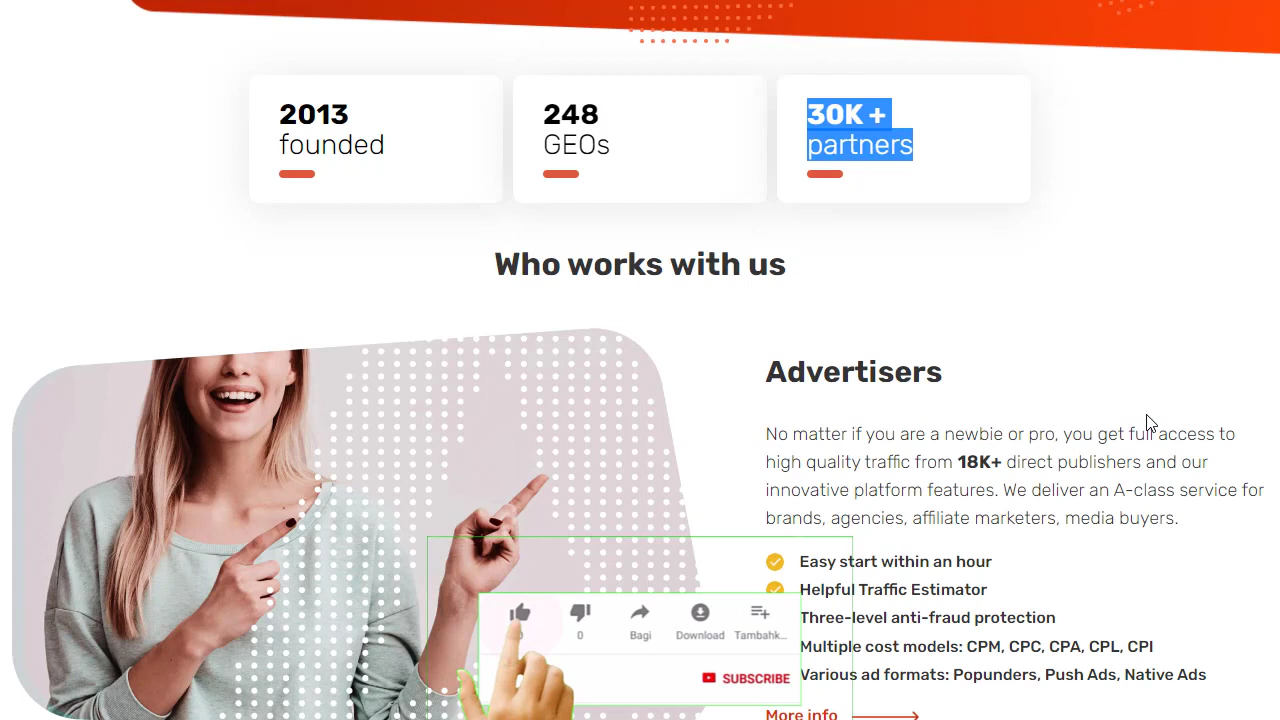 2013
founded
248
GEOs
30K +
partners
Who works with us
Advertisers
No matter if you are a newbie or pro, you get full access to
high quality traffic from 18K+ direct publishers and our
innovative platform features. We deliver an A-class service for
brands, agencies, affiliate marketers, media buyers.
Easy start within an hour
Helpful Traffic Estimator
Three-level anti-fraud protection
Multiple cost models: CPM, CPC, CPA, CPL, CPI
Various ad formats: Popunders, Push Ads, Native Ads
More info
0 0 Bagi Download Tambahk...
SUBSCRIBE